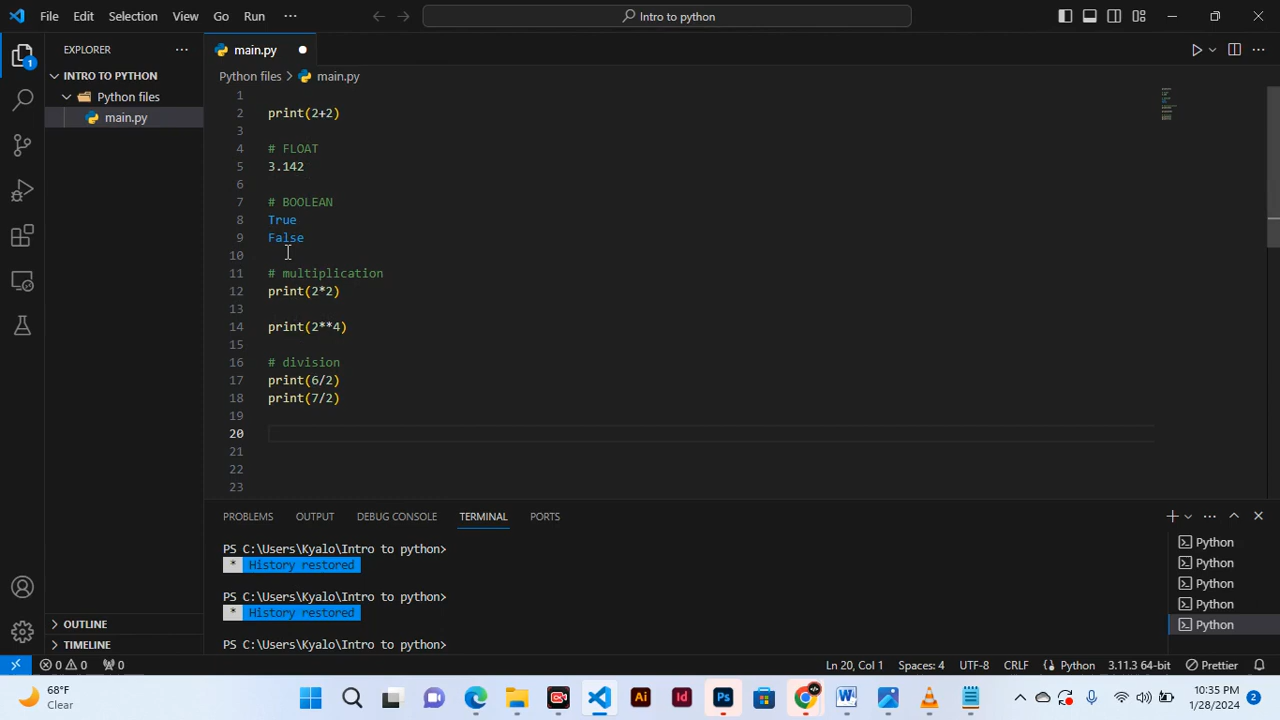 File Edit Selection View Go Run ··· Intro to python
EXPLORER ··· main.py
INTRO TO PYTHON
Python files > main.py
Python files
main.py
1
2 print(2+2)
3
4 # FLOAT
5 3.142
6
7 # BOOLEAN
8 True
9 False
10
11 # multiplication
12 print(2*2)
13
14 print(2**4)
15
16 # division
17 print(6/2)
18 print(7/2)
19
20
21
22
23
PROBLEMS OUTPUT DEBUG CONSOLE TERMINAL PORTS
PS C:\Users\Kyalo\Intro to python>
* History restored
PS C:\Users\Kyalo\Intro to python>
* History restored
PS C:\Users\Kyalo\Intro to python>
Python
Python
Python
Python
Python
OUTLINE
TIMELINE
1
0 0 0 Ln 20, Col 1 Spaces: 4 UTF-8 CRLF Python 3.11.3 64-bit Prettier
68°F
Clear
Ai Id Ps W
10:35 PM
1/28/2024
2